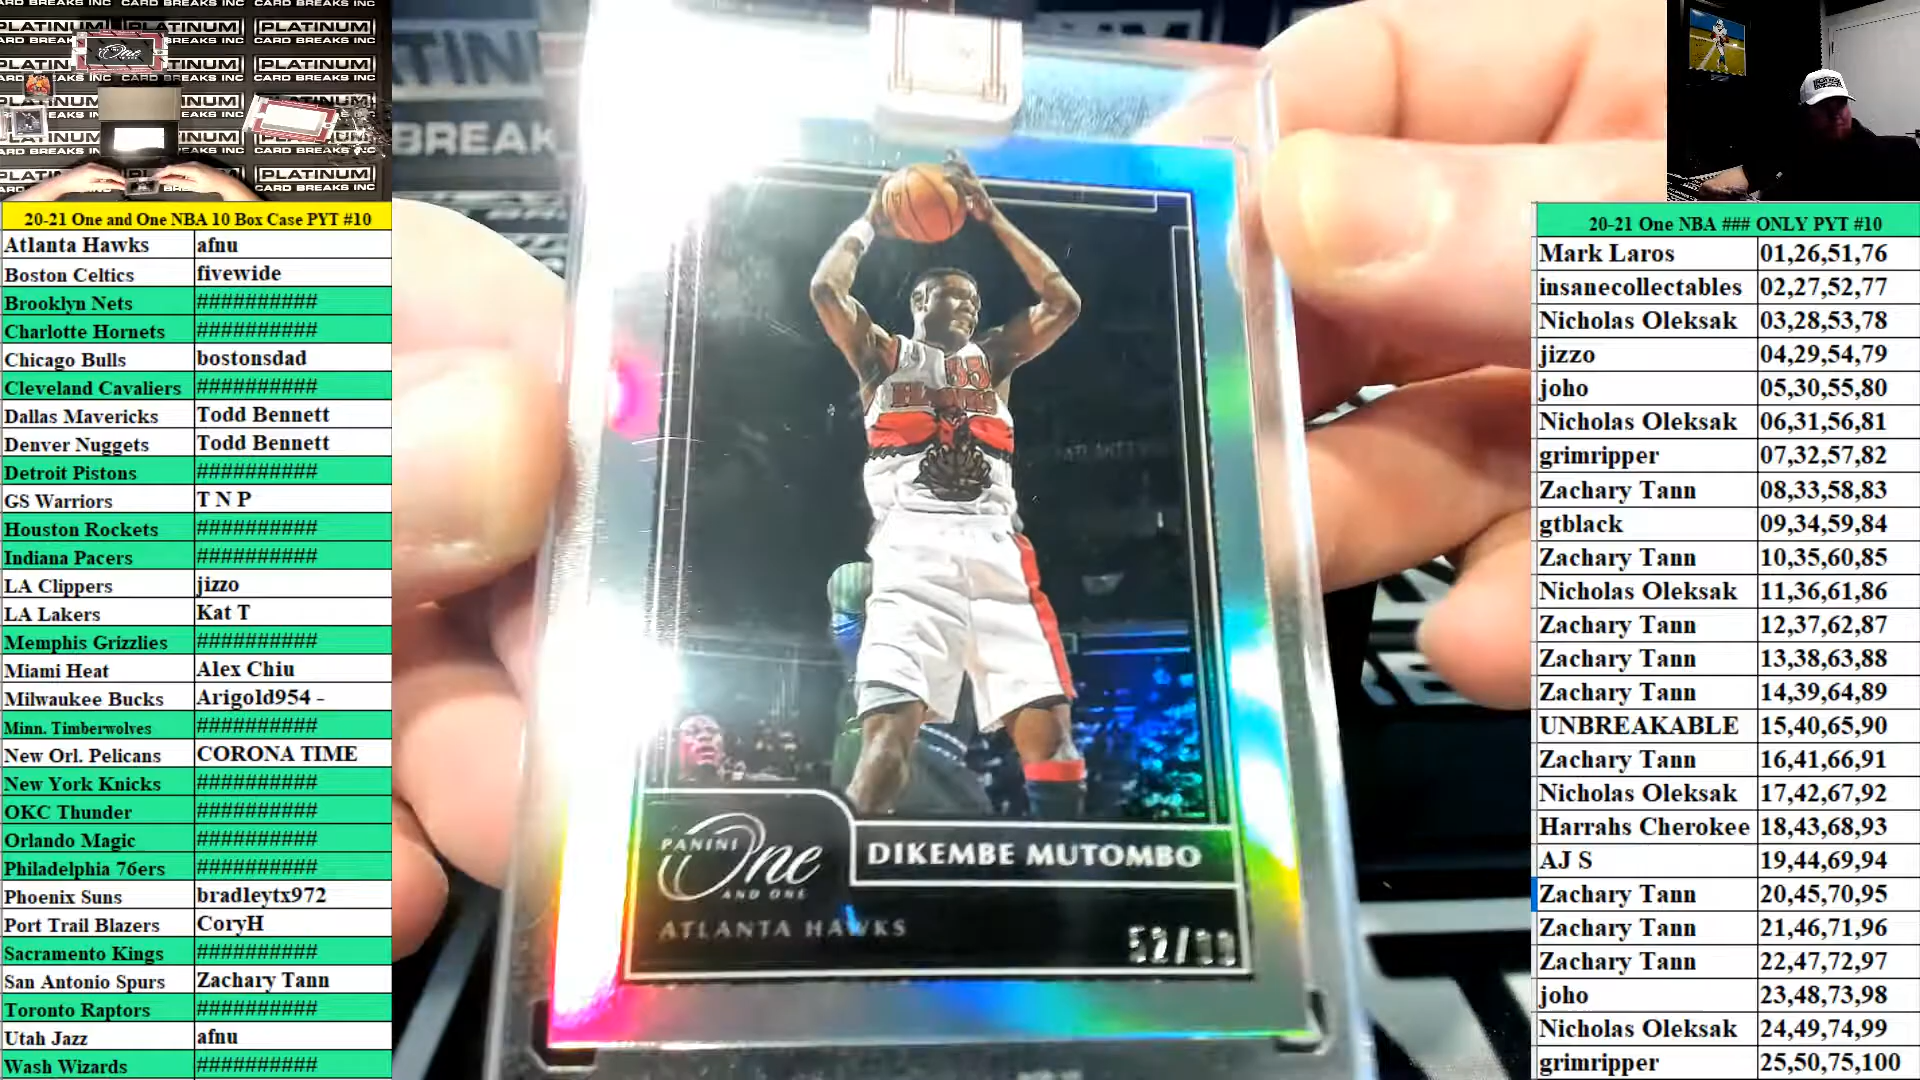 20-21 One and One NBA 10 Box Case PYT #10
Atlanta Hawks afnu
Boston Celtics fivewide
Brooklyn Nets ##########
Charlotte Hornets ##########
Chicago Bulls bostonsdad
Cleveland Cavaliers ##########
Dallas Mavericks Todd Bennett
Denver Nuggets Todd Bennett
Detroit Pistons ##########
GS Warriors T N P
Houston Rockets ##########
Indiana Pacers ##########
LA Clippers jizzo
LA Lakers Kat T
Memphis Grizzlies ##########
Miami Heat Alex Chiu
Milwaukee Bucks Arigold954 -
Minn. Timberwolves ##########
New Orl. Pelicans CORONA TIME
New York Knicks ##########
OKC Thunder ##########
Orlando Magic ##########
Philadelphia 76ers ##########
Phoenix Suns bradleytx972
Port Trail Blazers CoryH
Sacramento Kings ##########
San Antonio Spurs Zachary Tann
Toronto Raptors ##########
Utah Jazz afnu
Wash Wizards ##########
PLATINUM
CARD BREAKS INC
BREAK
55
HAWKS
PANINI
One
AND ONE
DIKEMBE MUTOMBO
ATLANTA HAWKS
52/99
20-21 One NBA ### ONLY PYT #10
Mark Laros 01,26,51,76
insanecollectables 02,27,52,77
Nicholas Oleksak 03,28,53,78
jizzo 04,29,54,79
joho 05,30,55,80
Nicholas Oleksak 06,31,56,81
grimripper 07,32,57,82
Zachary Tann 08,33,58,83
gtblack 09,34,59,84
Zachary Tann 10,35,60,85
Nicholas Oleksak 11,36,61,86
Zachary Tann 12,37,62,87
Zachary Tann 13,38,63,88
Zachary Tann 14,39,64,89
UNBREAKABLE 15,40,65,90
Zachary Tann 16,41,66,91
Nicholas Oleksak 17,42,67,92
Harrahs Cherokee 18,43,68,93
AJ S 19,44,69,94
Zachary Tann 20,45,70,95
Zachary Tann 21,46,71,96
Zachary Tann 22,47,72,97
joho 23,48,73,98
Nicholas Oleksak 24,49,74,99
grimripper 25,50,75,100